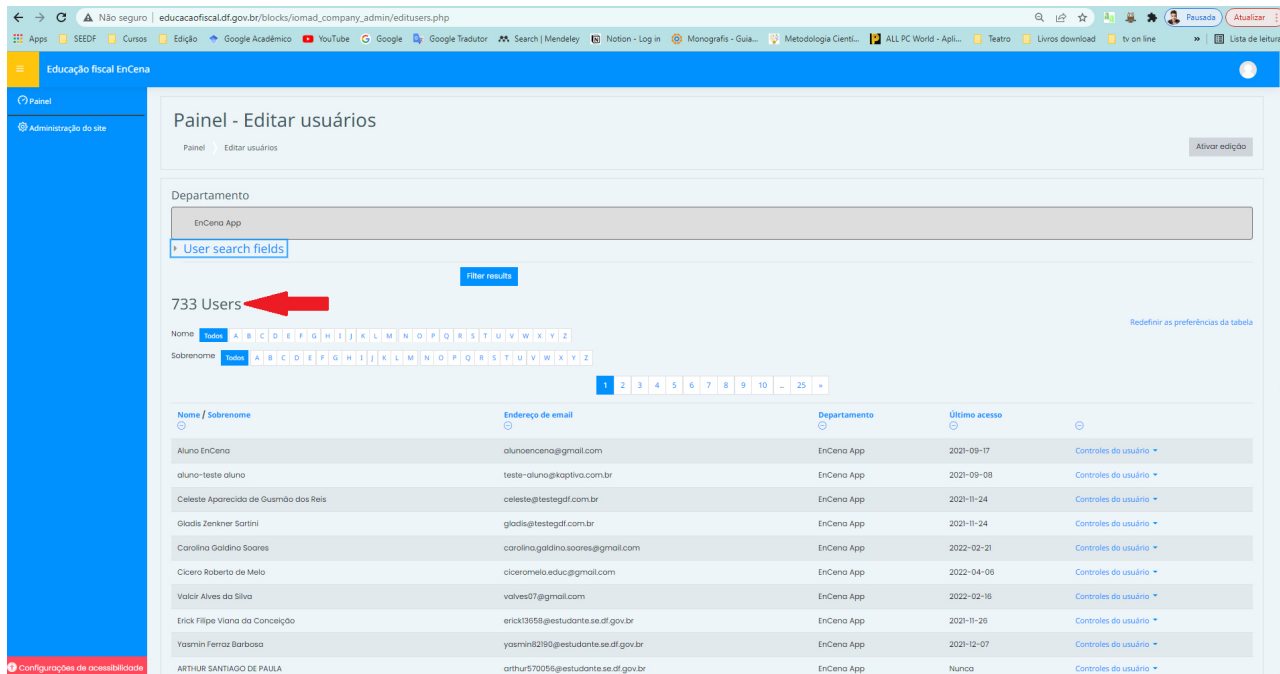 Não seguro | educacaofiscal.df.gov.br/blocks/iomad_company_admin/editusers.php
Pausada
Atualizar
Apps SEEDF Cursos Edição Google Acadêmico YouTube Google Google Tradutor Search | Mendeley Notion - Log in Monografis - Guia... Metodologia Cientí... ALL PC World - Apli... Teatro Livros download tv on line » Lista de leitura
Educação fiscal EnCena
Painel
Administração do site
Painel - Editar usuários
Painel Editar usuários
Ativar edição
Departamento
EnCena App
User search fields
Filter results
733 Users
Redefinir as preferências da tabela
Nome Todos A B C D E F G H I J K L M N O P Q R S T U V W X Y Z
Sobrenome Todos A B C D E F G H I J K L M N O P Q R S T U V W X Y Z
1 2 3 4 5 6 7 8 9 10 ... 25 »
Nome / Sobrenome Endereço de email Departamento Último acesso
Aluno EnCena alunoencena@gmail.com EnCena App 2021-09-17 Controles do usuário
aluno-teste aluno teste-aluno@kaptiva.com.br EnCena App 2021-09-08 Controles do usuário
Celeste Aparecida de Gusmão dos Reis celeste@testegdf.com.br EnCena App 2021-11-24 Controles do usuário
Gladis Zenkner Sartini gladis@testegdf.com.br EnCena App 2021-11-24 Controles do usuário
Carolina Galdino Soares carolina.galdino.soares@gmail.com EnCena App 2022-02-21 Controles do usuário
Cicero Roberto de Melo ciceromelo.educ@gmail.com EnCena App 2022-04-06 Controles do usuário
Valcir Alves da Silva valves07@gmail.com EnCena App 2022-02-16 Controles do usuário
Erick Filipe Viana da Conceição erick13658@estudante.se.df.gov.br EnCena App 2021-11-26 Controles do usuário
Yasmin Ferraz Barbosa yasmin82190@estudante.se.df.gov.br EnCena App 2021-12-07 Controles do usuário
ARTHUR SANTIAGO DE PAULA arthur570056@estudante.se.df.gov.br EnCena App Nunca Controles do usuário
Configurações de acessibilidade